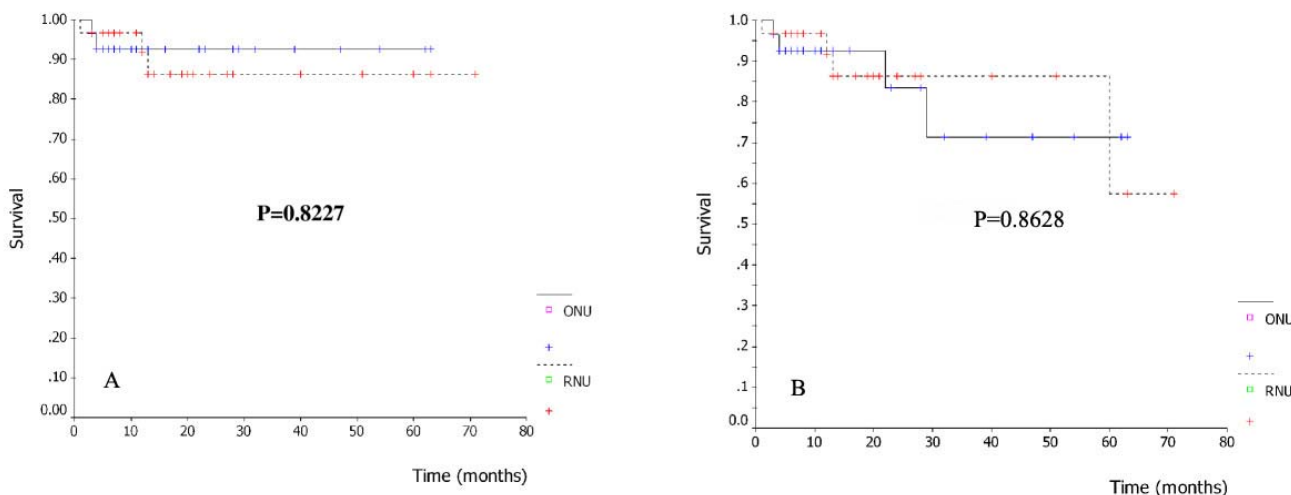 1.00
.90
.80
.70
.60
.50
.40
.30
.20
.10
0.00
Survival
P=0.8227
A
ONU
RNU
0 10 20 30 40 50 60 70 80
Time (months)
1.0
.9
.8
.7
.6
.5
.4
.3
.2
.1
0.0
Survival
P=0.8628
B
ONU
RNU
0 10 20 30 40 50 60 70 80
Time (months)